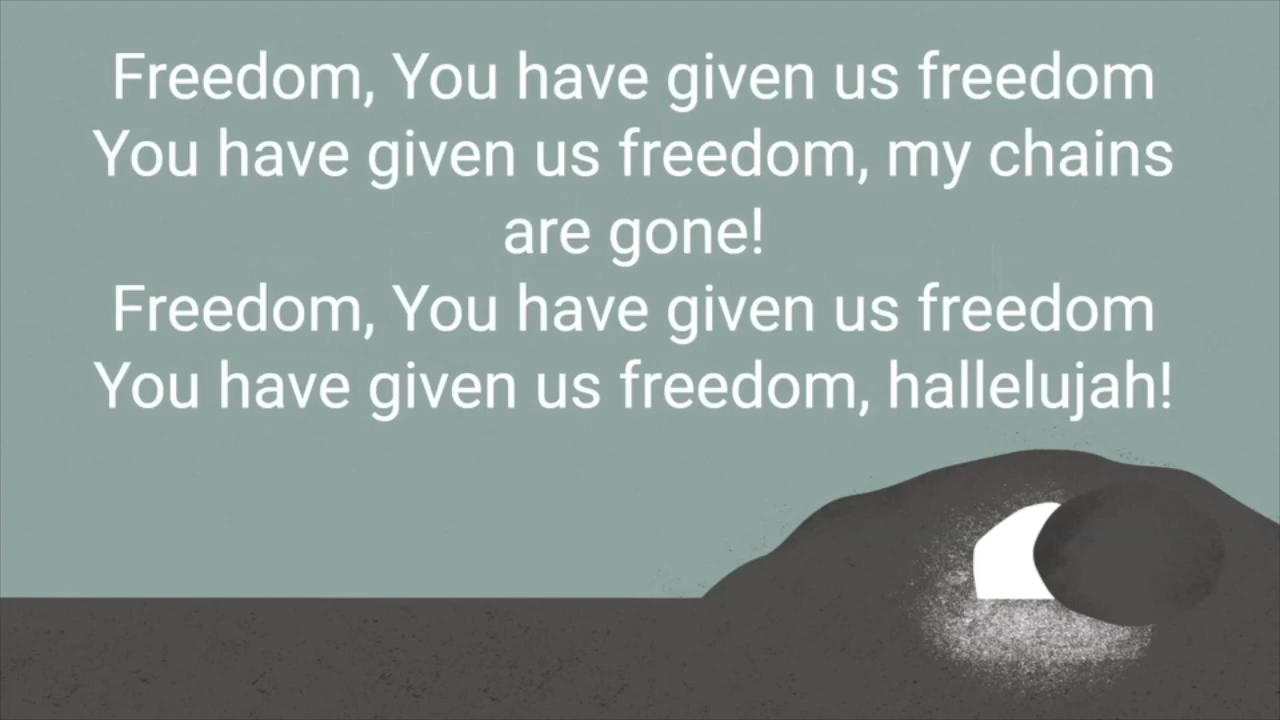 Freedom, You have given us freedom
You have given us freedom, my chains
are gone!
Freedom, You have given us freedom
You have given us freedom, hallelujah!